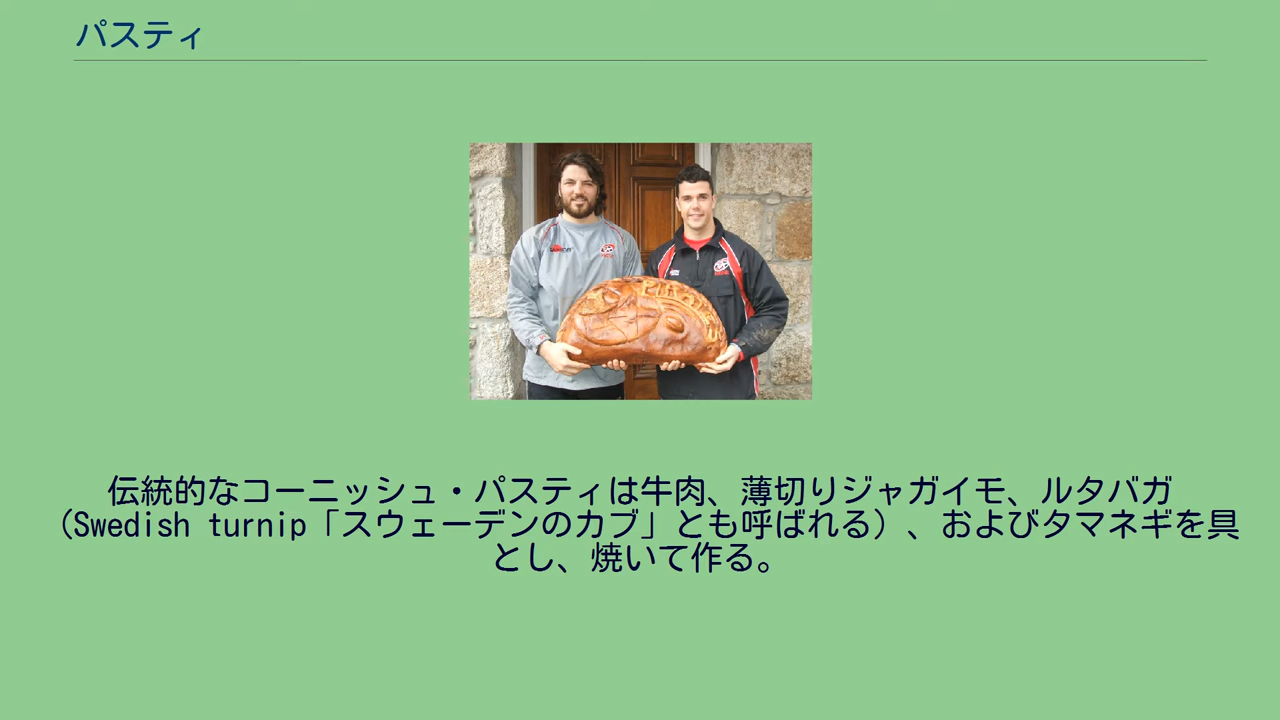 パスティ
伝統的なコーニッシュ・パスティは牛肉、薄切りジャガイモ、ルタバガ
（Swedish turnip「スウェーデンのカブ」とも呼ばれる）、およびタマネギを具
とし、焼いて作る。